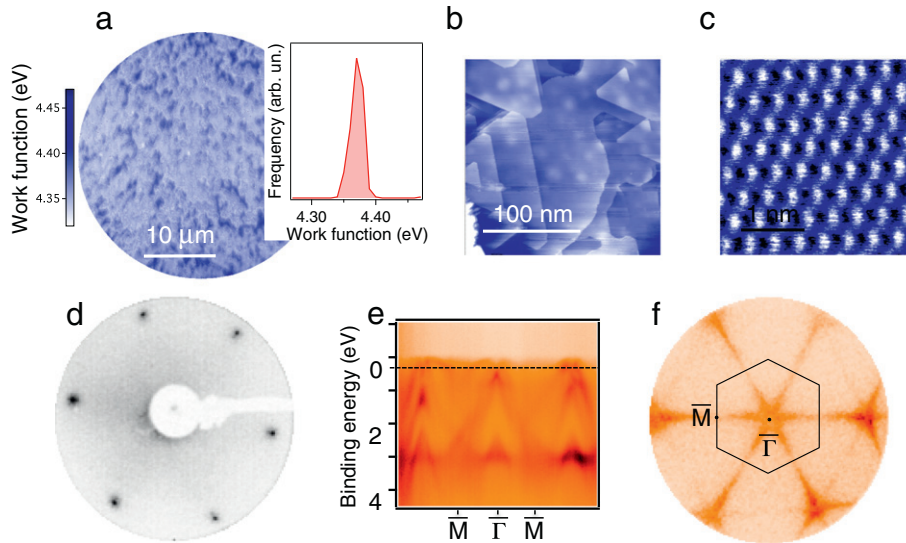 a
Work function (eV)
4.45
4.40
4.35
10 μm
Frequency (arb. un.)
4.30
4.40
Work function (eV)
b
100 nm
c
1 nm
d
e
Binding energy (eV)
0
2
4
M̅
Γ̅
M̅
f
M̅
Γ̅